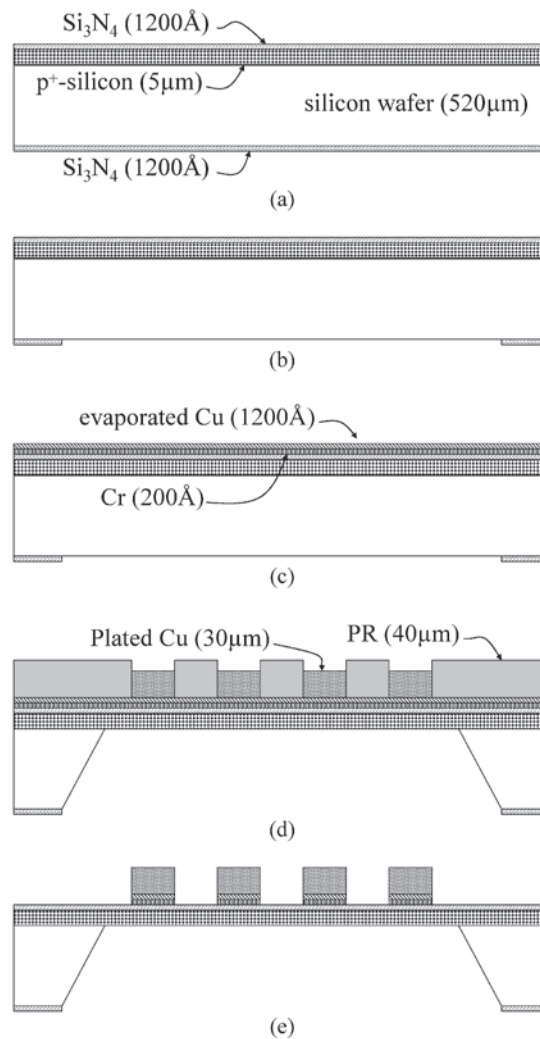 Si₃N₄ (1200Å)
p⁺-silicon (5μm)
silicon wafer (520μm)
Si₃N₄ (1200Å)
(a)
(b)
evaporated Cu (1200Å)
Cr (200Å)
(c)
Plated Cu (30μm)
PR (40μm)
(d)
(e)